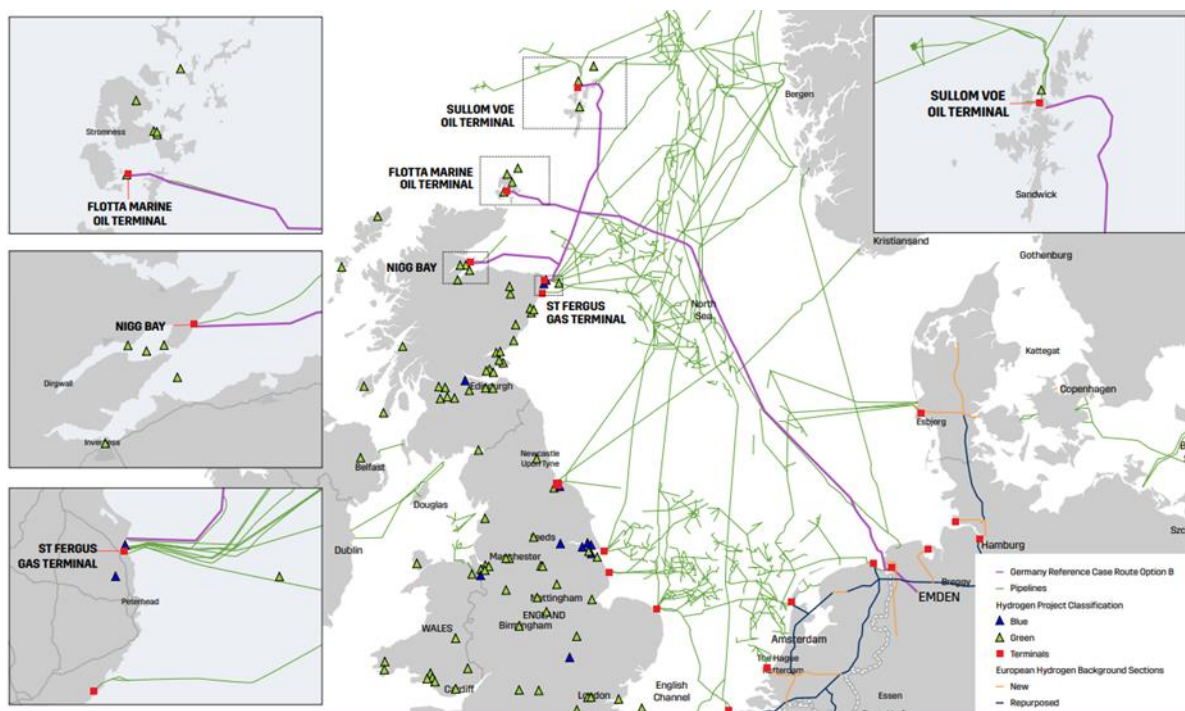 Stromness
FLOTTA MARINE
OIL TERMINAL
NIGG BAY
Dirgwall
Inverness
ST FERGUS
GAS TERMINAL
Peterhead
SULLOM VOE
OIL TERMINAL
FLOTTA MARINE
OIL TERMINAL
NIGG BAY
ST FERGUS
GAS TERMINAL
Bergen
Kristiansand
Gothenburg
North
Sea
Kattegat
Copenhagen
Esbjerg
Edinburgh
Newcastle
Upon Tyne
Belfast
Douglas
Dublin
Leeds
Manchester
Nottingham
ENGLAND
Birmingham
WALES
Cardiff
London
English
Channel
Amsterdam
The Hague
Rotterdam
Essen
EMDEN
Hamburg
SULLOM VOE
OIL TERMINAL
Sandwick
Germany Reference Case Route Option B
Pipelines
Hydrogen Project Classification
Blue
Green
Terminals
European Hydrogen Background Sections
New
Repurposed